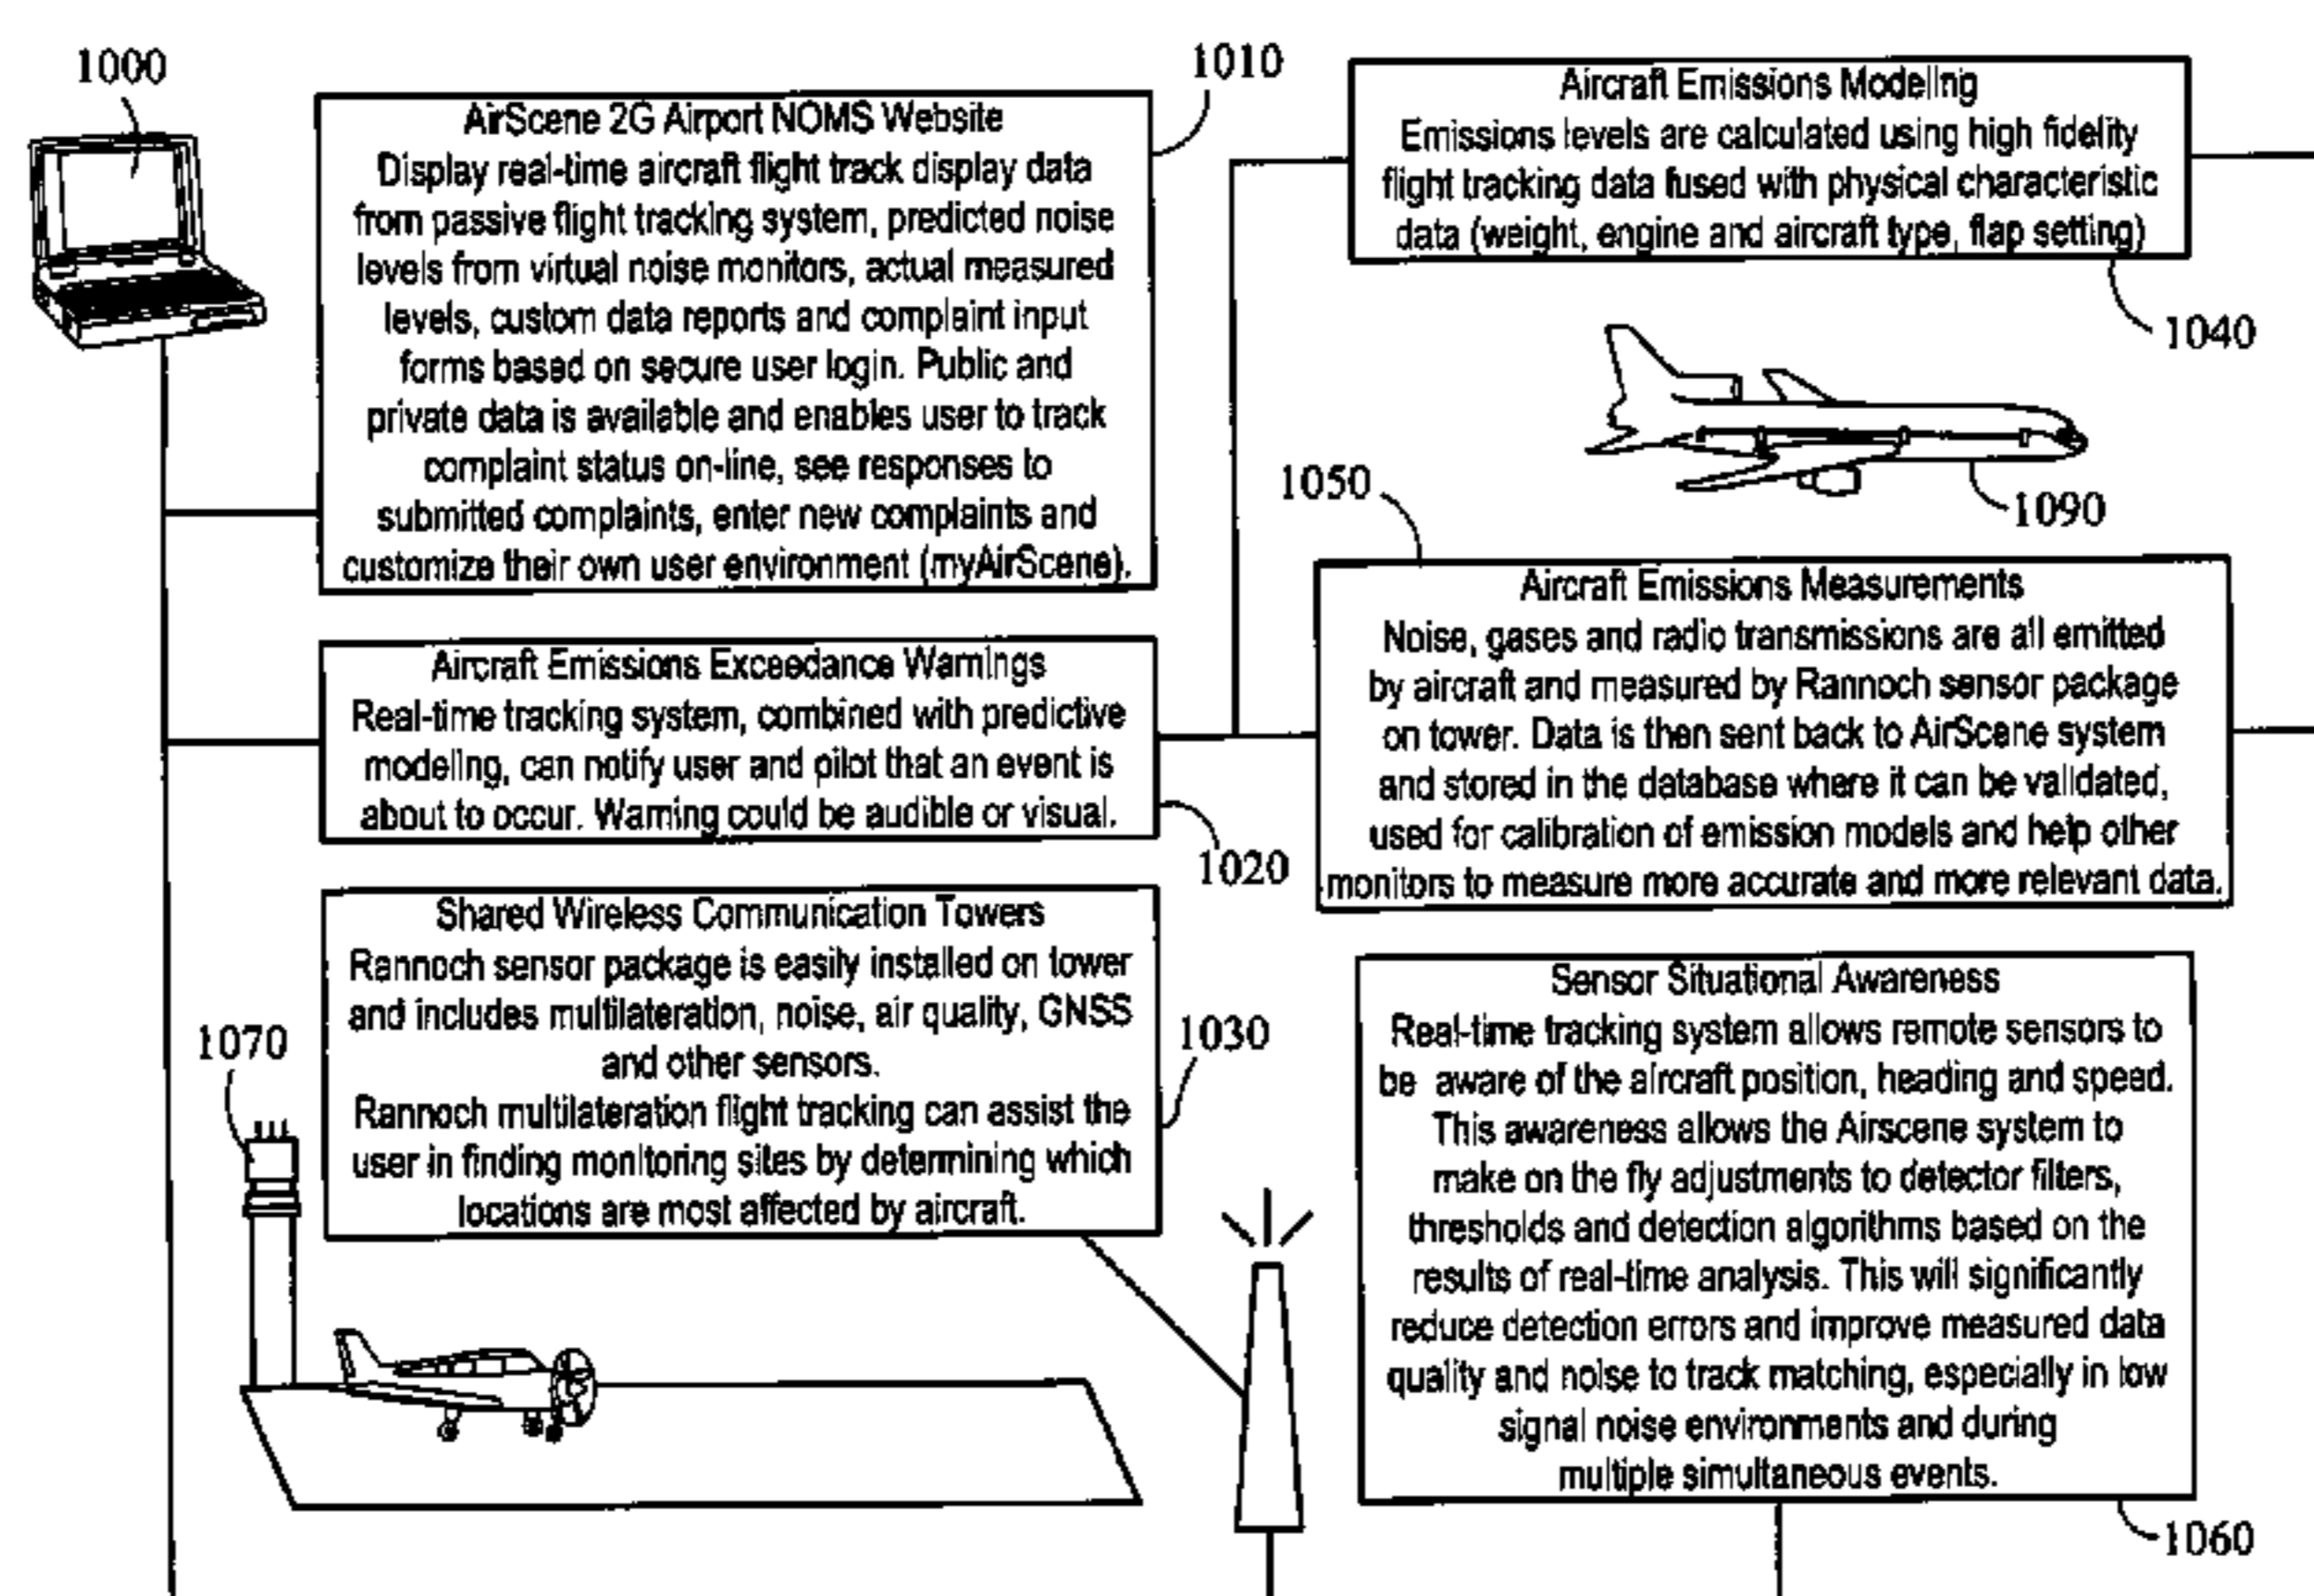 1000
1010
AirScene 2G Airport NOMS Website
Display real-time aircraft flight track display data
from passive flight tracking system, predicted noise
levels from virtual noise monitors, actual measured
levels, custom data reports and complaint input
forms based on secure user login. Public and
private data is available and enables user to track
complaint status on-line, see responses to
submitted complaints, enter new complaints and
customize their own user environment (myAirScene).
Aircraft Emissions Exceedance Warnings
Real-time tracking system, combined with predictive
modeling, can notify user and pilot that an event is
about to occur. Warning could be audible or visual.
1020
Shared Wireless Communication Towers
Rannoch sensor package is easily installed on tower
and includes multilateration, noise, air quality, GNSS
and other sensors.
Rannoch multilateration flight tracking can assist the
user in finding monitoring sites by determining which
locations are most affected by aircraft.
1030
1070
Aircraft Emissions Modeling
Emissions levels are calculated using high fidelity
flight tracking data fused with physical characteristic
data (weight, engine and aircraft type, flap setting)
1040
1090
1050
Aircraft Emissions Measurements
Noise, gases and radio transmissions are all emitted
by aircraft and measured by Rannoch sensor package
on tower. Data is then sent back to AirScene system
and stored in the database where it can be validated,
used for calibration of emission models and help other
monitors to measure more accurate and more relevant data.
Sensor Situational Awareness
Real-time tracking system allows remote sensors to
be aware of the aircraft position, heading and speed.
This awareness allows the Airscene system to
make on the fly adjustments to detector filters,
thresholds and detection algorithms based on the
results of real-time analysis. This will significantly
reduce detection errors and improve measured data
quality and noise to track matching, especially in low
signal noise environments and during
multiple simultaneous events.
1060